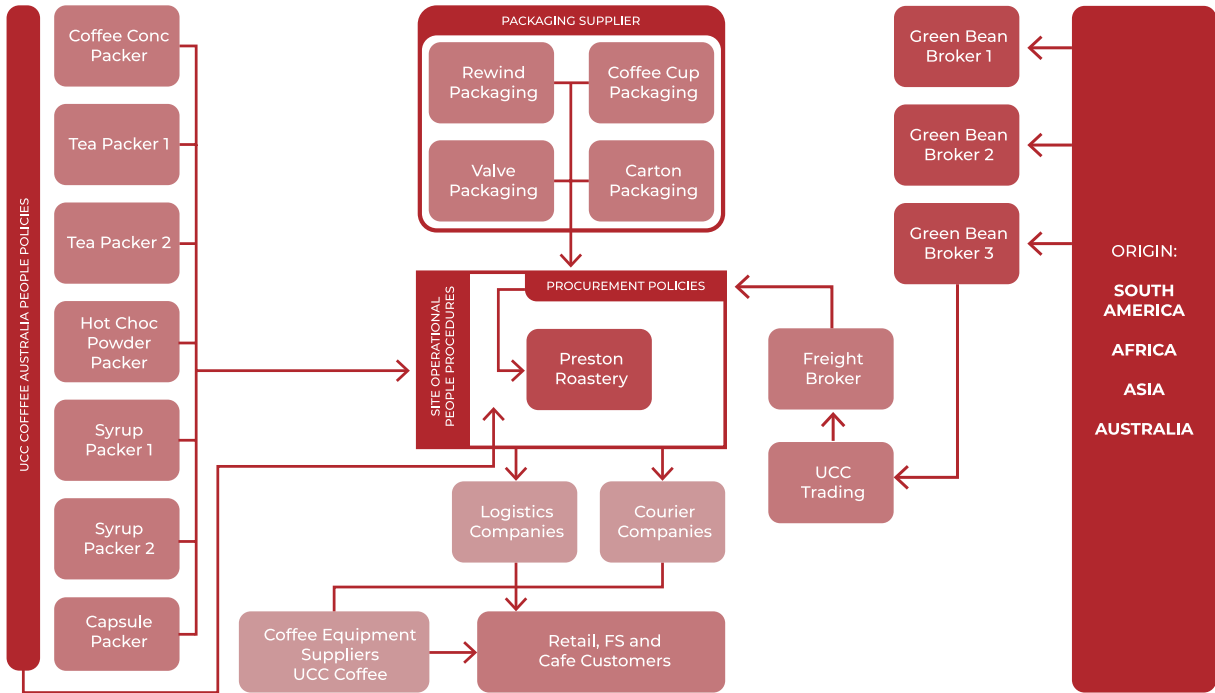 UCC COFFFEE AUSTRALIA PEOPLE POLICIES
Coffee Conc
Packer
Tea Packer 1
Tea Packer 2
Hot Choc
Powder
Packer
Syrup
Packer 1
Syrup
Packer 2
Capsule
Packer
PACKAGING SUPPLIER
Rewind
Packaging
Coffee Cup
Packaging
Valve
Packaging
Carton
Packaging
SITE OPERATIONAL
PEOPLE PROCEDURES
PROCUREMENT POLICIES
Preston
Roastery
Logistics
Companies
Courier
Companies
Coffee Equipment
Suppliers
UCC Coffee
Retail, FS and
Cafe Customers
Freight
Broker
UCC
Trading
Green Bean
Broker 1
Green Bean
Broker 2
Green Bean
Broker 3
ORIGIN:
SOUTH
AMERICA
AFRICA
ASIA
AUSTRALIA